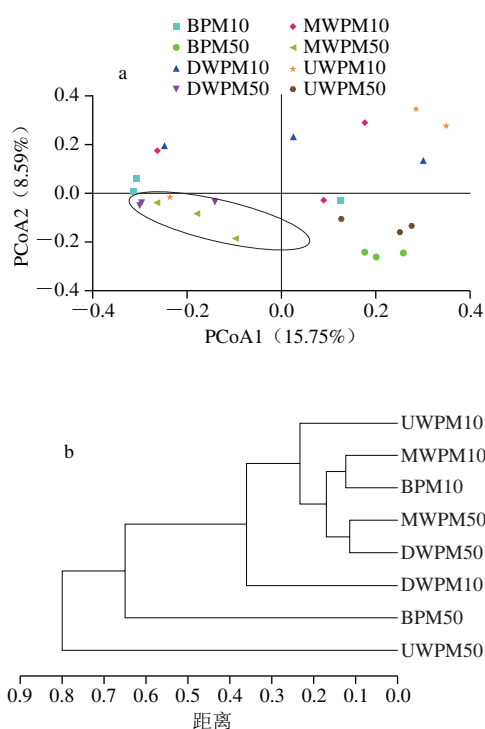 BPM10 MWPM10
BPM50 MWPM50
DWPM10 UWPM10
DWPM50 UWPM50
a
0.4
0.2
0.0
−0.2
−0.4
PCoA2 (8.59%)
−0.4 −0.2 0.0 0.2 0.4
PCoA1（15.75%）
b
UWPM10
MWPM10
BPM10
MWPM50
DWPM50
DWPM10
BPM50
UWPM50
0.9 0.8 0.7 0.6 0.5 0.4 0.3 0.2 0.1 0.0
距离